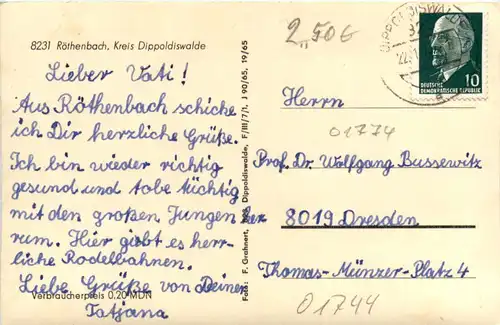 8231 Röthenbach, Kreis Dippoldiswalde
Lieber Vati!
Aus Röthenbach schicke
ich Dir herzliche Grüße.
Ich bin wieder richtig
gesund und tobe tüchtig
mit den großen Jungen her
rum. Hier gibt es herr-
liche Rodelbahnen.
Liebe Grüße von Deiner
Tatjana
Verbraucherpreis 0,20 MDN
Foto: F. Grahnert, Dippoldiswalde, F/III/7/1, J 90/65, 19/65
2,50€
DIPPOLDISWALDE
DEUTSCHE
DEMOKRATISCHE REPUBLIK
10
Herrn
01774
Prof. Dr. Wolfgang Bussewitz
8019 Dresden
Thomas-Münzer-Platz 4
01744